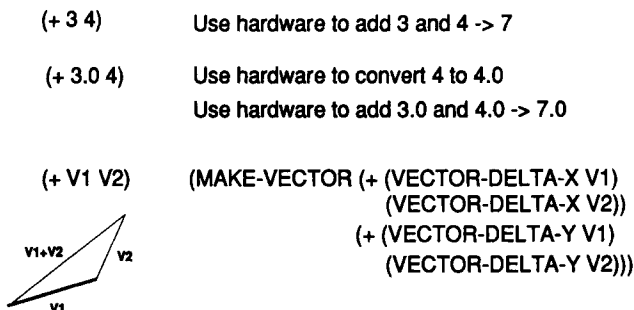 (+ 3 4) Use hardware to add 3 and 4 -> 7
(+ 3.0 4) Use hardware to convert 4 to 4.0
Use hardware to add 3.0 and 4.0 -> 7.0
(+ V1 V2) (MAKE-VECTOR (+ (VECTOR-DELTA-X V1)
(VECTOR-DELTA-X V2))
(+ (VECTOR-DELTA-Y V1)
(VECTOR-DELTA-Y V2)))
V1+V2
V2
V1